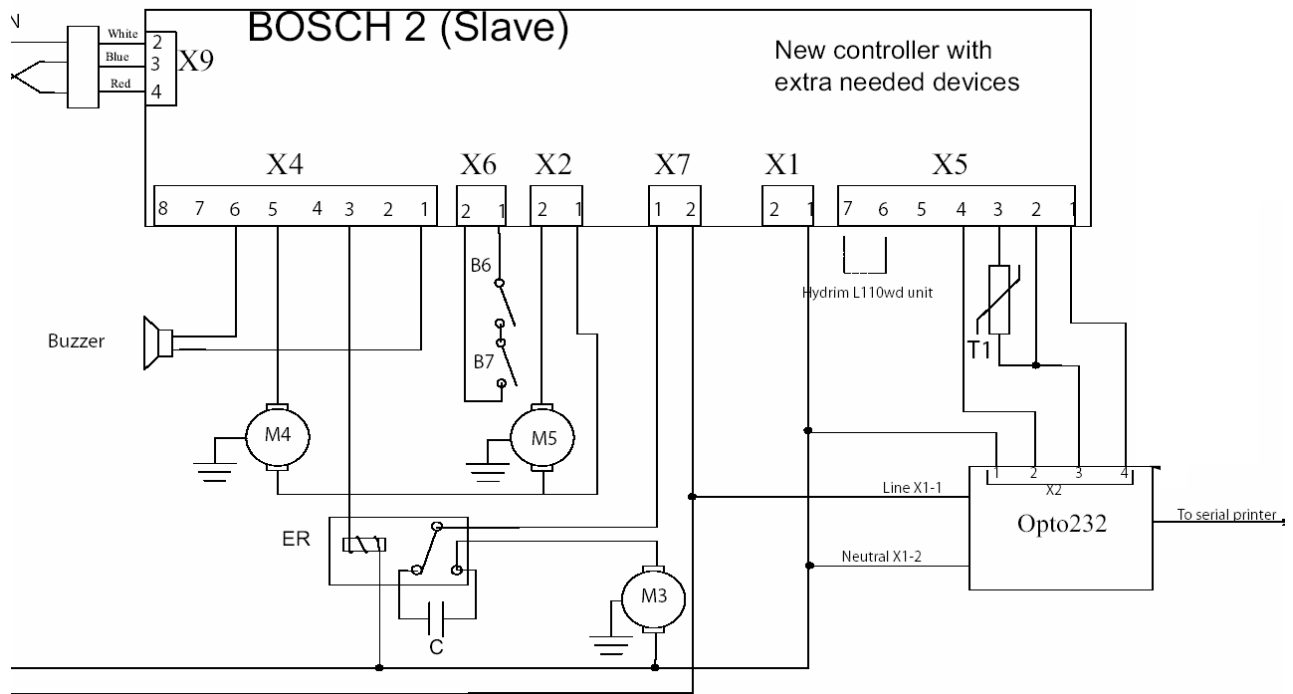 N
BOSCH 2 (Slave)
New controller with
extra needed devices
White
Blue
Red
2
3
4
X9
X4
X6
X2
X7
X1
X5
8 7 6 5 4 3 2 1
2 1
2 1
1 2
2 1
7 6 5 4 3 2 1
B6
B7
Hydrim L110wd unit
T1
Buzzer
M4
M5
1 2 3 4
X2
Line X1-1
Opto232
To serial printer
ER
Neutral X1-2
M3
C